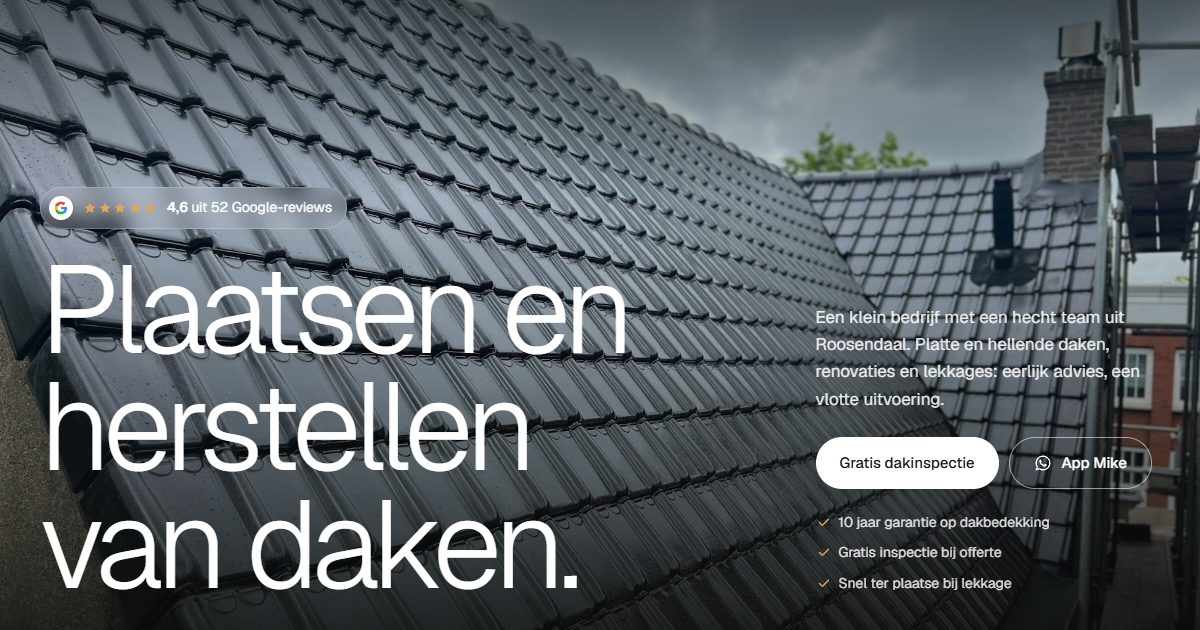 4,6 uit 52 Google-reviews
Plaatsen en
herstellen
van daken.
Een klein bedrijf met een hecht team uit
Roosendaal. Platte en hellende daken,
renovaties en lekkages: eerlijk advies, een
vlotte uitvoering.
Gratis dakinspectie
App Mike
10 jaar garantie op dakbedekking
Gratis inspectie bij offerte
Snel ter plaatse bij lekkage